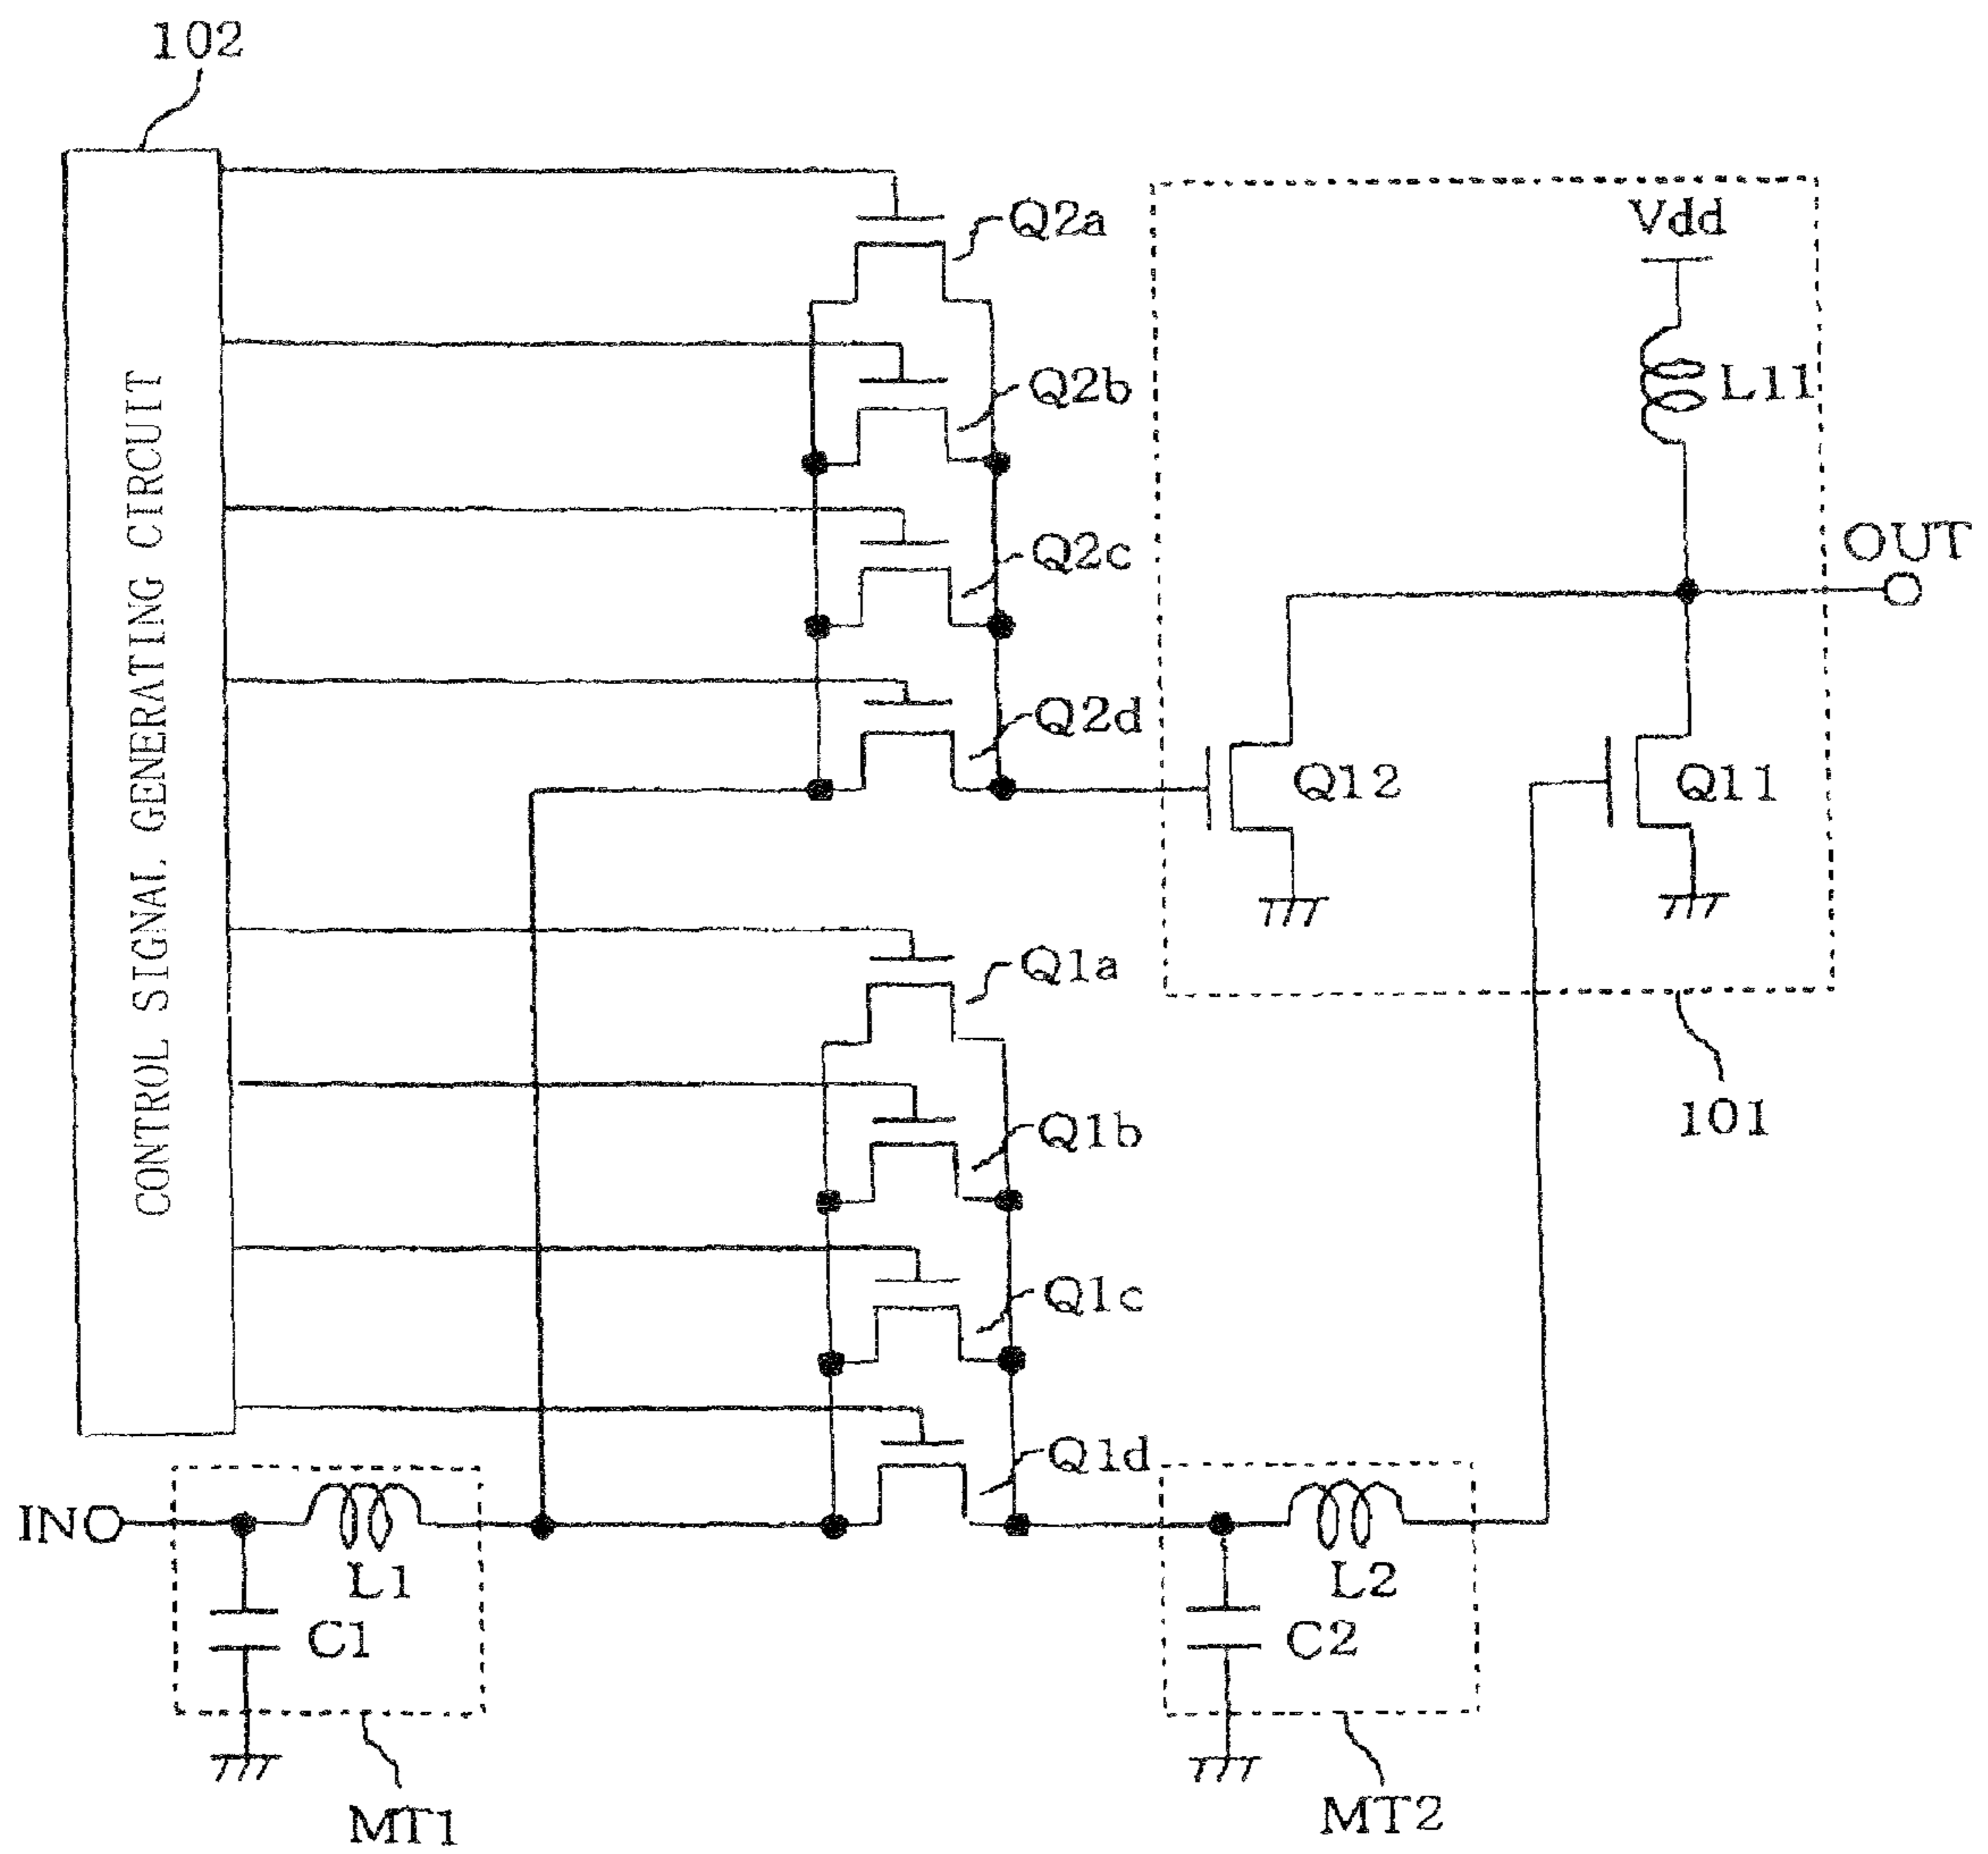 102
CONTROL SIGNAL GENERATING CIRCUIT
Q2a
Vdd
Q2b
L11
Q2c
OUT
Q2d
Q12
Q11
Q1a
101
Q1b
Q1c
Q1d
IN
L1
L2
C1
C2
MT1
MT2